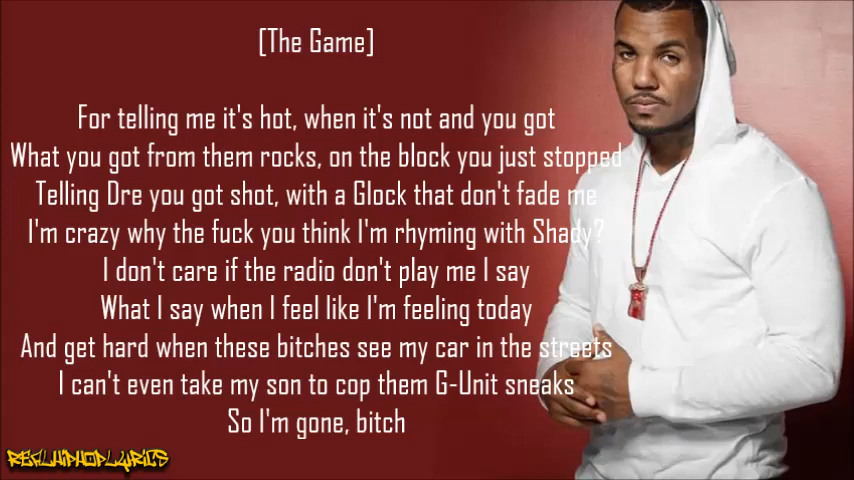 [The Game]
For telling me it's hot, when it's not and you got
What you got from them rocks, on the block you just stopped
Telling Dre you got shot, with a Glock that don't fade me
I'm crazy why the fuck you think I'm rhyming with Shady?
I don't care if the radio don't play me I say
What I say when I feel like I'm feeling today
And get hard when these bitches see my car in the streets
I can't even take my son to cop them G-Unit sneaks
So I'm gone, bitch
REALHIPHOPLYRICS